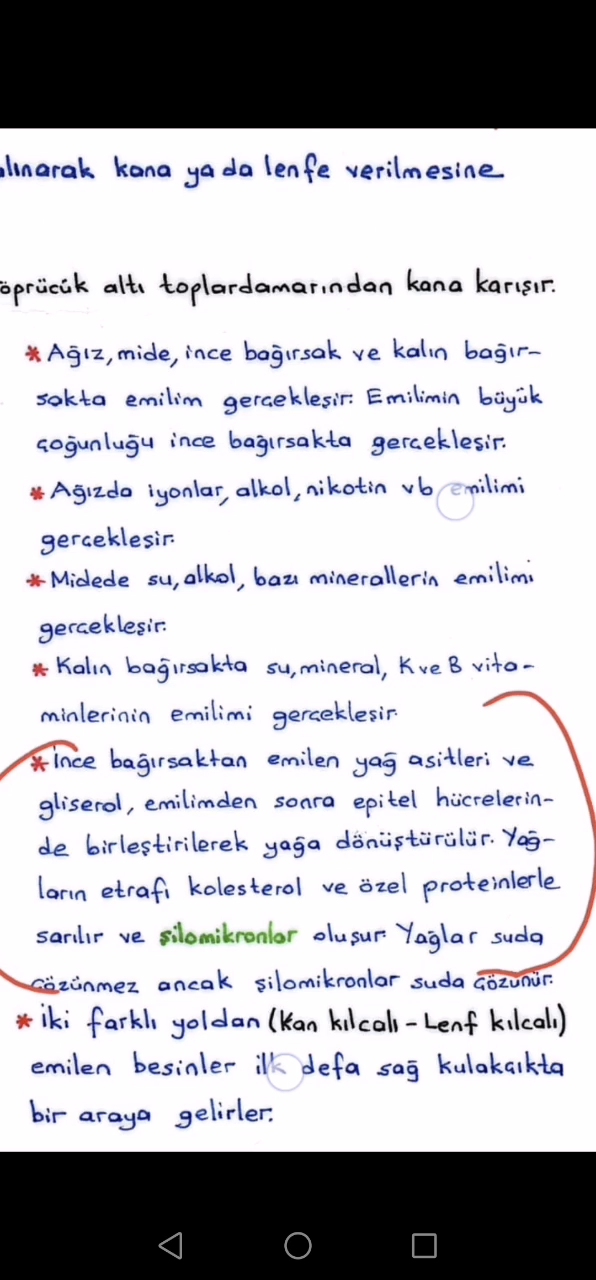 alınarak kana ya da lenfe verilmesine
öprücük altı toplardamarından kana karışır.
* Ağız, mide, ince bağırsak ve kalın bağır-
sakta emilim gerçekleşir. Emilimin büyük
çoğunluğu ince bağırsakta gerçekleşir.
* Ağızda iyonlar, alkol, nikotin vb emilimi
gerçekleşir.
* Midede su, alkol, bazı minerallerin emilimi
gerçekleşir.
* Kalın bağırsakta su, mineral, K ve B vita-
minlerinin emilimi gerçekleşir.
* İnce bağırsaktan emilen yağ asitleri ve
gliserol, emilimden sonra epitel hücrelerin-
de birleştirilerek yağa dönüştürülür. Yağ-
ların etrafı kolesterol ve özel proteinlerle
sarılır ve şilomikronlar oluşur. Yağlar suda
çözünmez ancak şilomikronlar suda çözünür.
* İki farklı yoldan (Kan kılcalı - Lenf kılcalı)
emilen besinler ilk defa sağ kulakçıkta
bir araya gelirler.